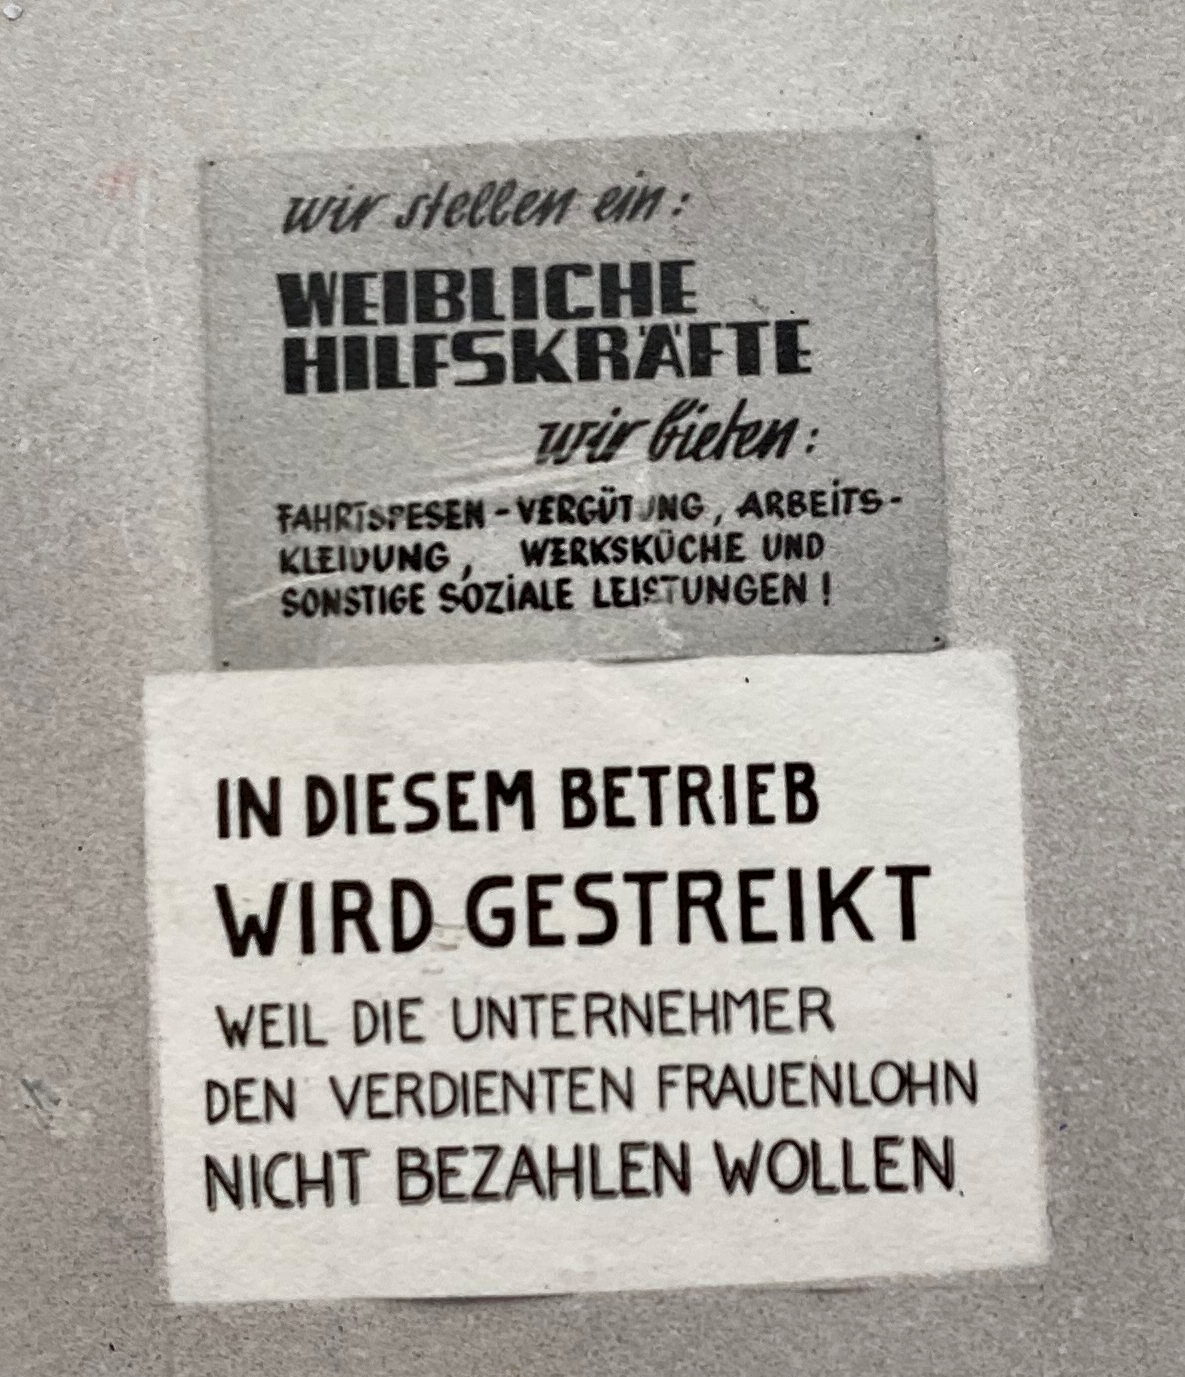 wir stellen ein:
WEIBLICHE
HILFSKRÄFTE
wir bieten:
FAHRTSPESEN-VERGÜTUNG, ARBEITS-
KLEIDUNG, WERKSKÜCHE UND
SONSTIGE SOZIALE LEISTUNGEN!
IN DIESEM BETRIEB
WIRD GESTREIKT
WEIL DIE UNTERNEHMER
DEN VERDIENTEN FRAUENLOHN
NICHT BEZAHLEN WOLLEN.